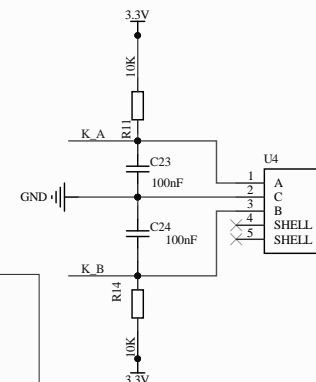 3.3V
10K
R11
K_A
C23
100nF
GND
C24
100nF
K_B
R14
10K
3.3V
U4
1 A
2 C
3 B
4 SHELL
5 SHELL